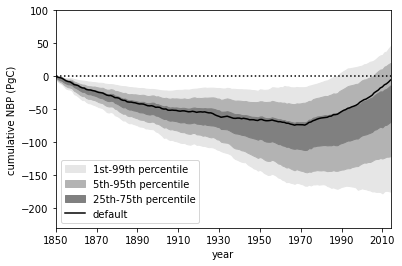 100
50
0
−50
−100
−150
−200
cumulative NBP (PgC)
1st-99th percentile
5th-95th percentile
25th-75th percentile
default
1850 1870 1890 1910 1930 1950 1970 1990 2010
year